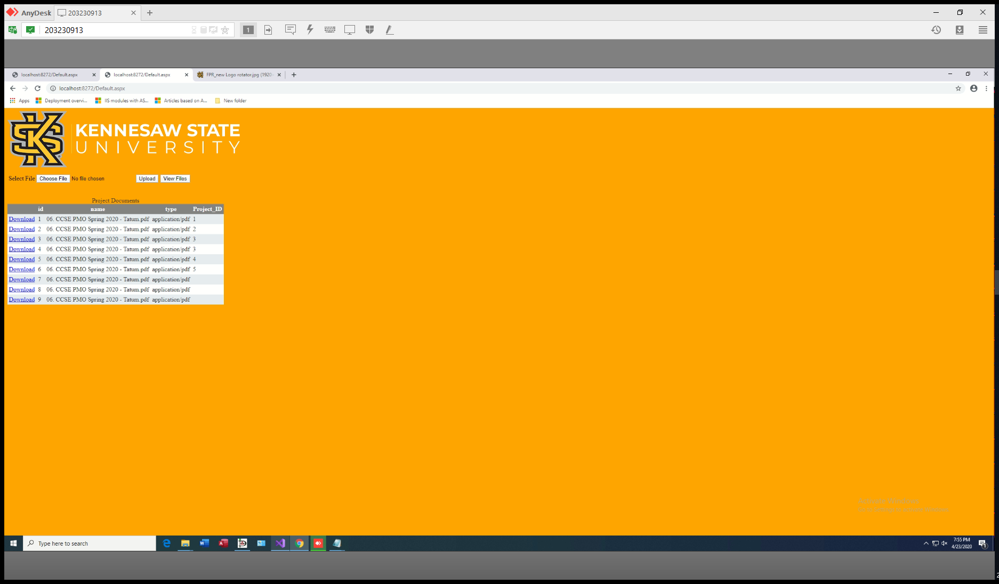 AnyDesk 203230913
203230913
1
localhost:8272/Default.aspx localhost:8272/Default.aspx FPR_new Logo rotator.jpg (1920×
localhost:8272/Default.aspx
Apps Deployment overvi... IIS modules with AS... Articles based on A... New folder
KENNESAW STATE
UNIVERSITY
Select File Choose File No file chosen Upload View Files
Project Documents
id name type Project_ID
Download 1 06. CCSE PMO Spring 2020 - Tatum.pdf application/pdf 1
Download 2 06. CCSE PMO Spring 2020 - Tatum.pdf application/pdf 2
Download 3 06. CCSE PMO Spring 2020 - Tatum.pdf application/pdf 3
Download 4 06. CCSE PMO Spring 2020 - Tatum.pdf application/pdf 3
Download 5 06. CCSE PMO Spring 2020 - Tatum.pdf application/pdf 4
Download 6 06. CCSE PMO Spring 2020 - Tatum.pdf application/pdf 5
Download 7 06. CCSE PMO Spring 2020 - Tatum.pdf application/pdf
Download 8 06. CCSE PMO Spring 2020 - Tatum.pdf application/pdf
Download 9 06. CCSE PMO Spring 2020 - Tatum.pdf application/pdf
Activate Windows
Type here to search
7:55 PM
4/23/2020
1
2